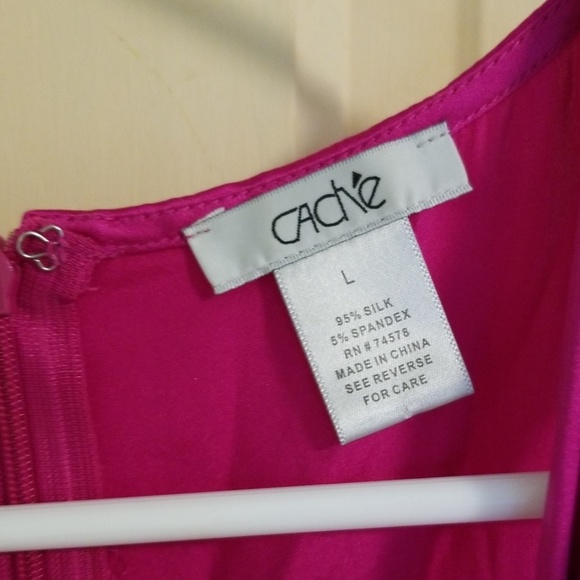 CAChé
L
95% SILK
5% SPANDEX
RN # 74578
MADE IN CHINA
SEE REVERSE
FOR CARE